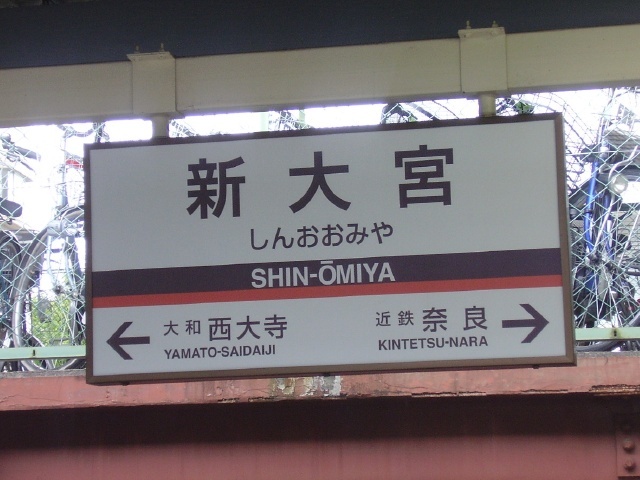 新大宮
しんおおみや
SHIN-ŌMIYA
← 大和 西大寺
YAMATO-SAIDAIJI
近鉄 奈良 →
KINTETSU-NARA